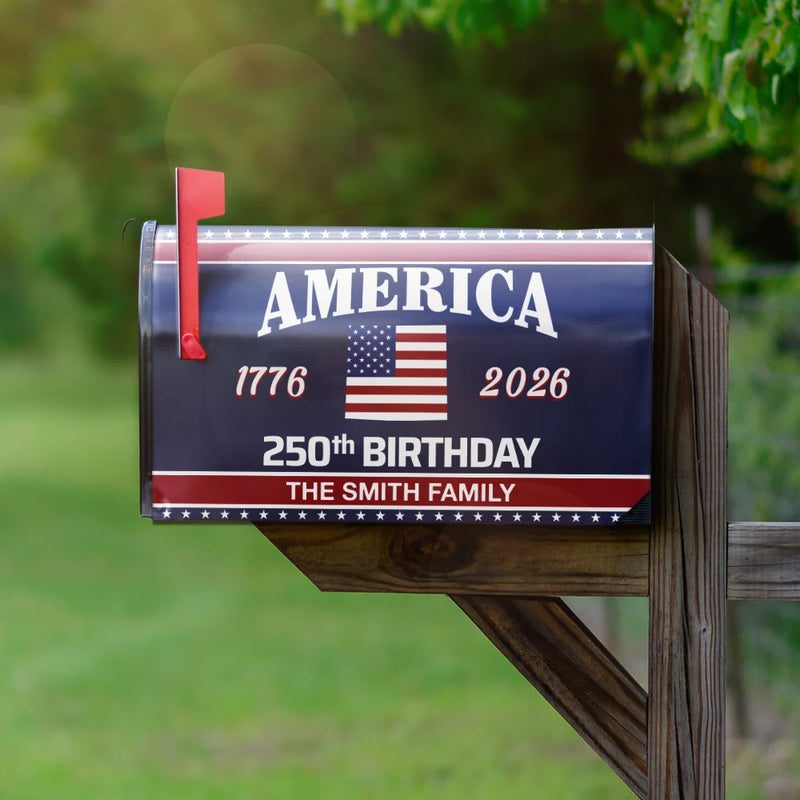 AMERICA
1776 2026
250th BIRTHDAY
THE SMITH FAMILY